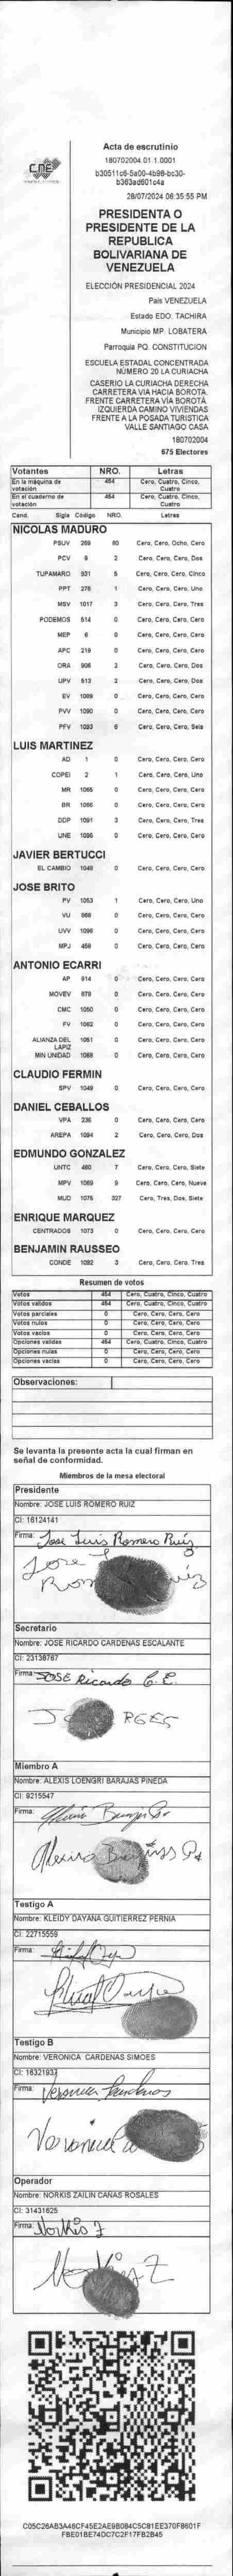 CNE
Acta de escrutinio
180702004.01.1.0001
b30511c6-5a00-4b98-bc30-
b363ad601c4a
28/07/2024 06:35:55 PM
PRESIDENTA O
PRESIDENTE DE LA
REPUBLICA
BOLIVARIANA DE
VENEZUELA
ELECCIÓN PRESIDENCIAL 2024
Pais VENEZUELA
Estado EDO. TACHIRA
Municipio MP. LOBATERA
Parroquia PQ. CONSTITUCION
ESCUELA ESTADAL CONCENTRADA
NÚMERO 20 LA CURIACHA
CASERIO LA CURIACHA DERECHA
CARRETERA VIA HACIA BOROTA.
FRENTE CARRETERA VÍA BOROTÁ.
IZQUIERDA CAMINO VIVIENDAS
FRENTE A LA POSADA TURISTICA
VALLE SANTIAGO CASA
180702004
675 Electores
Votantes NRO. Letras
En la máquina de votación 454 Cero, Cuatro, Cinco, Cuatro
En el cuaderno de votación 454 Cero, Cuatro, Cinco, Cuatro
Cand. Sigla Código NRO. Letras
NICOLAS MADURO
PSUV 269 80 Cero, Cero, Ocho, Cero
PCV 9 2 Cero, Cero, Cero, Dos
TUPAMARO 931 5 Cero, Cero, Cero, Cinco
PPT 276 1 Cero, Cero, Cero, Uno
MSV 1017 3 Cero, Cero, Cero, Tres
PODEMOS 514 0 Cero, Cero, Cero, Cero
MEP 6 0 Cero, Cero, Cero, Cero
APC 219 0 Cero, Cero, Cero, Cero
ORA 906 2 Cero, Cero, Cero, Dos
UPV 513 2 Cero, Cero, Cero, Dos
EV 1089 0 Cero, Cero, Cero, Cero
PVV 1090 0 Cero, Cero, Cero, Cero
PFV 1093 6 Cero, Cero, Cero, Seis
LUIS MARTINEZ
AD 1 0 Cero, Cero, Cero, Cero
COPEI 2 1 Cero, Cero, Cero, Uno
MR 1065 0 Cero, Cero, Cero, Cero
BR 1066 0 Cero, Cero, Cero, Cero
DDP 1091 3 Cero, Cero, Cero, Tres
UNE 1095 0 Cero, Cero, Cero, Cero
JAVIER BERTUCCI
EL CAMBIO 1048 0 Cero, Cero, Cero, Cero
JOSE BRITO
PV 1053 1 Cero, Cero, Cero, Uno
VU 868 0 Cero, Cero, Cero, Cero
UVV 1096 0 Cero, Cero, Cero, Cero
MPJ 458 0 Cero, Cero, Cero, Cero
ANTONIO ECARRI
AP 814 0 Cero, Cero, Cero, Cero
MOVEV 679 0 Cero, Cero, Cero, Cero
CMC 1050 0 Cero, Cero, Cero, Cero
FV 1062 0 Cero, Cero, Cero, Cero
ALIANZA DEL LAPIZ 1051 0 Cero, Cero, Cero, Cero
MIN UNIDAD 1088 0 Cero, Cero, Cero, Cero
CLAUDIO FERMIN
SPV 1049 0 Cero, Cero, Cero, Cero
DANIEL CEBALLOS
VPA 236 0 Cero, Cero, Cero, Cero
AREPA 1094 2 Cero, Cero, Cero, Dos
EDMUNDO GONZALEZ
UNTC 460 7 Cero, Cero, Cero, Siete
MPV 1069 9 Cero, Cero, Cero, Nueve
MUD 1075 327 Cero, Tres, Dos, Siete
ENRIQUE MARQUEZ
CENTRADOS 1073 0 Cero, Cero, Cero, Cero
BENJAMIN RAUSSEO
CONDE 1092 3 Cero, Cero, Cero, Tres
Resumen de votos
Votos 454 Cero, Cuatro, Cinco, Cuatro
Votos validos 454 Cero, Cuatro, Cinco, Cuatro
Votos parciales 0 Cero, Cero, Cero, Cero
Votos nulos 0 Cero, Cero, Cero, Cero
Votos vacios 0 Cero, Cero, Cero, Cero
Opciones validas 454 Cero, Cuatro, Cinco, Cuatro
Opciones nulas 0 Cero, Cero, Cero, Cero
Opciones vacias 0 Cero, Cero, Cero, Cero
Observaciones:
Se levanta la presente acta la cual firman en
señal de conformidad.
Miembros de la mesa electoral
Presidente
Nombre: JOSE LUIS ROMERO RUIZ
CI: 16124141
Firma: Jose Luis Romero Ruiz
Jose
Secretario
Nombre: JOSE RICARDO CARDENAS ESCALANTE
CI: 23138767
Firma: JOSE Ricardo C.E.
Miembro A
Nombre: ALEXIS LOENGRI BARAJAS PINEDA
CI: 9215547
Firma:
Testigo A
Nombre: KLEIDY DAYANA GUITIERREZ PERNIA
CI: 22715559
Firma:
Testigo B
Nombre: VERONICA CARDENAS SIMOES
CI: 16321937
Firma: Veronica Cardenas
Operador
Nombre: NORKIS ZAILIN CAÑAS ROSALES
CI: 31431625
Firma: Norkis Z
C05C26AB3A46CF45E2AE9B084C5C81EE370F8601F
FBE01BE74DC7C2F17FB2B45